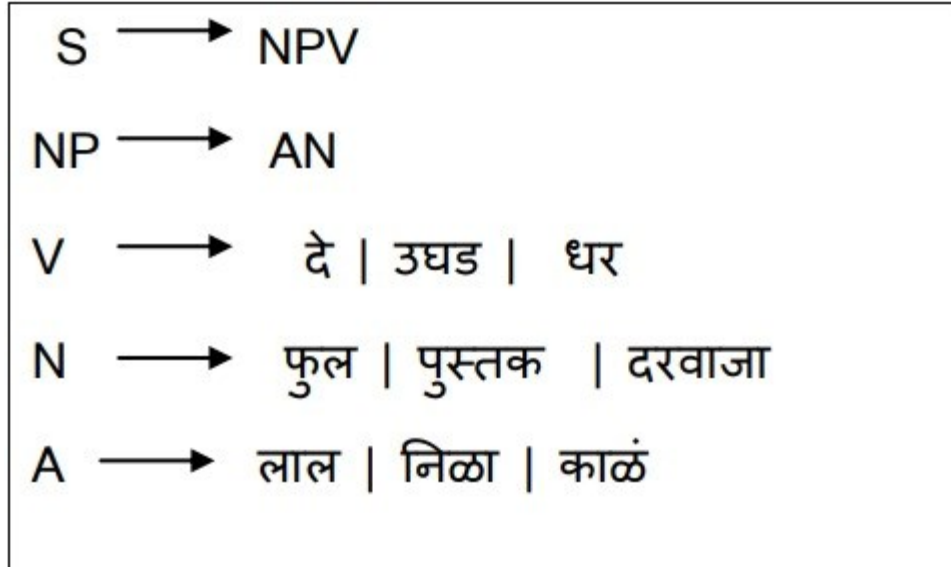 S ⟶ NPV
NP ⟶ AN
V ⟶ दे | उघड | धर
N ⟶ फुल | पुस्तक | दरवाजा
A ⟶ लाल | निळा | काळं